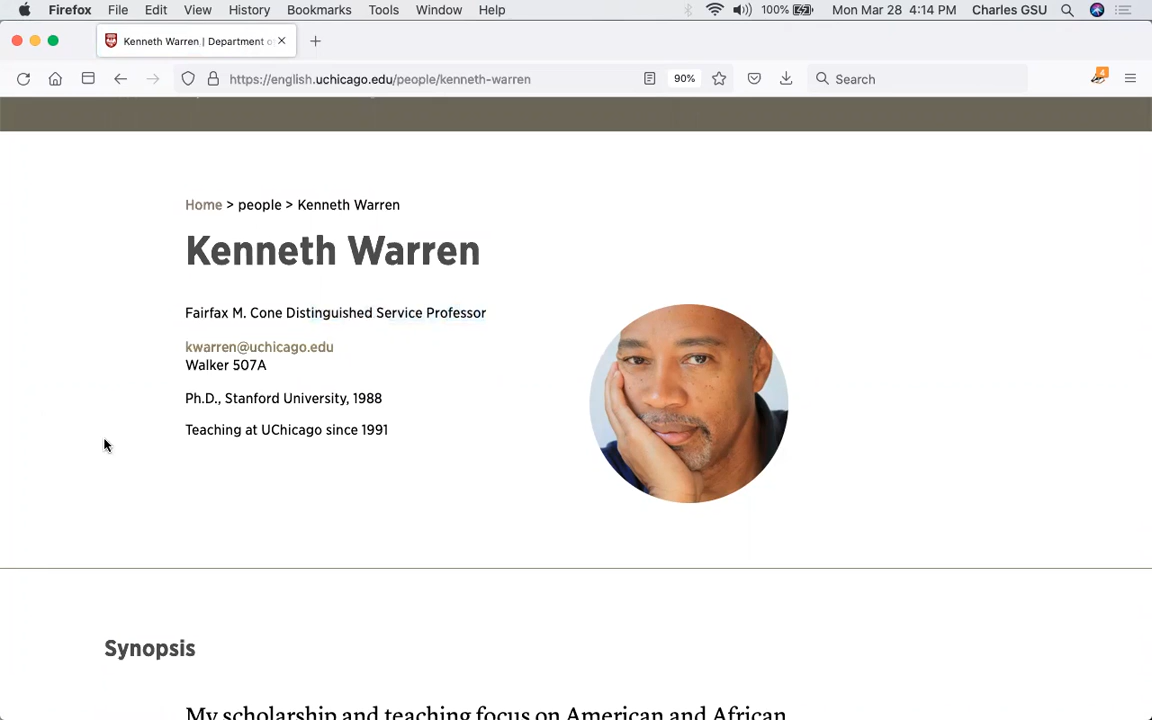 Firefox File Edit View History Bookmarks Tools Window Help 100% Mon Mar 28 4:14 PM Charles GSU
Kenneth Warren | Department o
https://english.uchicago.edu/people/kenneth-warren 90% Search 4
Home > people > Kenneth Warren
Kenneth Warren
Fairfax M. Cone Distinguished Service Professor
kwarren@uchicago.edu
Walker 507A
Ph.D., Stanford University, 1988
Teaching at UChicago since 1991
Synopsis
My scholarship and teaching focus on American and African